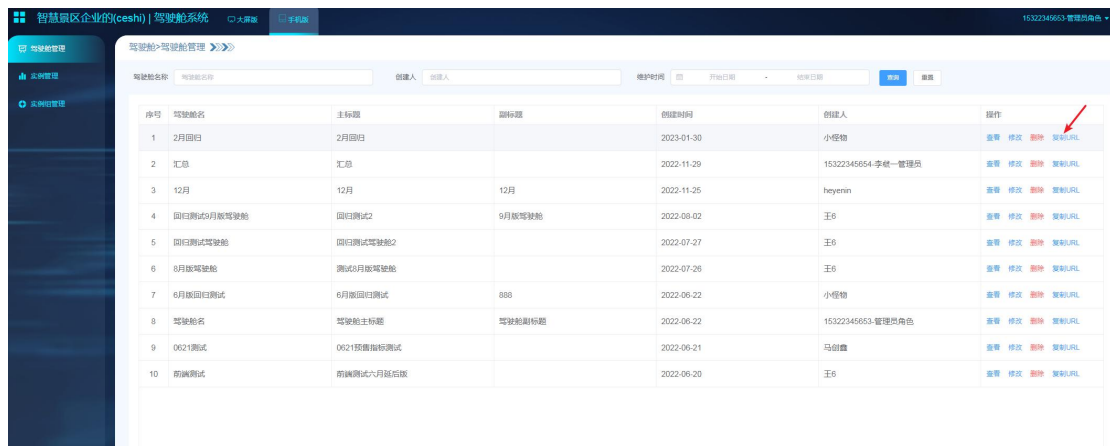 智慧景区企业的(ceshi) | 驾驶舱系统 大屏版 手机版 15322345653-管理员角色
驾驶舱管理
实例管理
实例组管理
驾驶舱>驾驶舱管理
驾驶舱名称 驾驶舱名称 创建人 创建人 维护时间 开始日期 - 结束日期 查询 重置
序号 驾驶舱名 主标题 副标题 创建时间 创建人 操作
1 2月回归 2月回归 2023-01-30 小怪物 查看 修改 删除 复制URL
2 汇总 汇总 2022-11-29 15322345654-李继一管理员 查看 修改 删除 复制URL
3 12月 12月 12月 2022-11-25 heyenin 查看 修改 删除 复制URL
4 回归测试9月版驾驶舱 回归测试2 9月版驾驶舱 2022-08-02 王6 查看 修改 删除 复制URL
5 回归测试驾驶舱 回归测试驾驶舱2 2022-07-27 王6 查看 修改 删除 复制URL
6 8月版驾驶舱 测试8月版驾驶舱 2022-07-26 王6 查看 修改 删除 复制URL
7 6月版回归测试 6月版回归测试 888 2022-06-22 小怪物 查看 修改 删除 复制URL
8 驾驶舱名 驾驶舱主标题 驾驶舱副标题 2022-06-22 15322345653-管理员角色 查看 修改 删除 复制URL
9 0621测试 0621预售指标测试 2022-06-21 马创鑫 查看 修改 删除 复制URL
10 前端测试 前端测试六月延后版 2022-06-20 王6 查看 修改 删除 复制URL